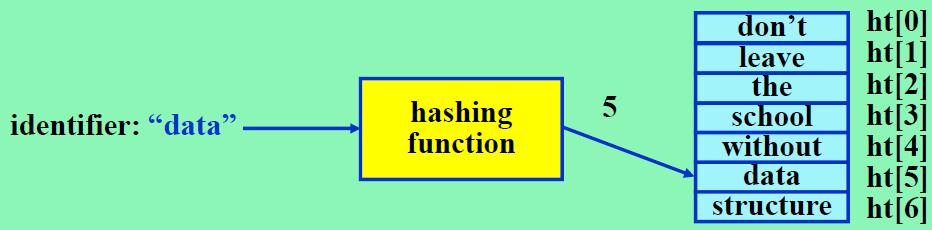 identifier: “data”
hashing
function
5
don’t ht[0]
leave ht[1]
the ht[2]
school ht[3]
without ht[4]
data ht[5]
structure ht[6]